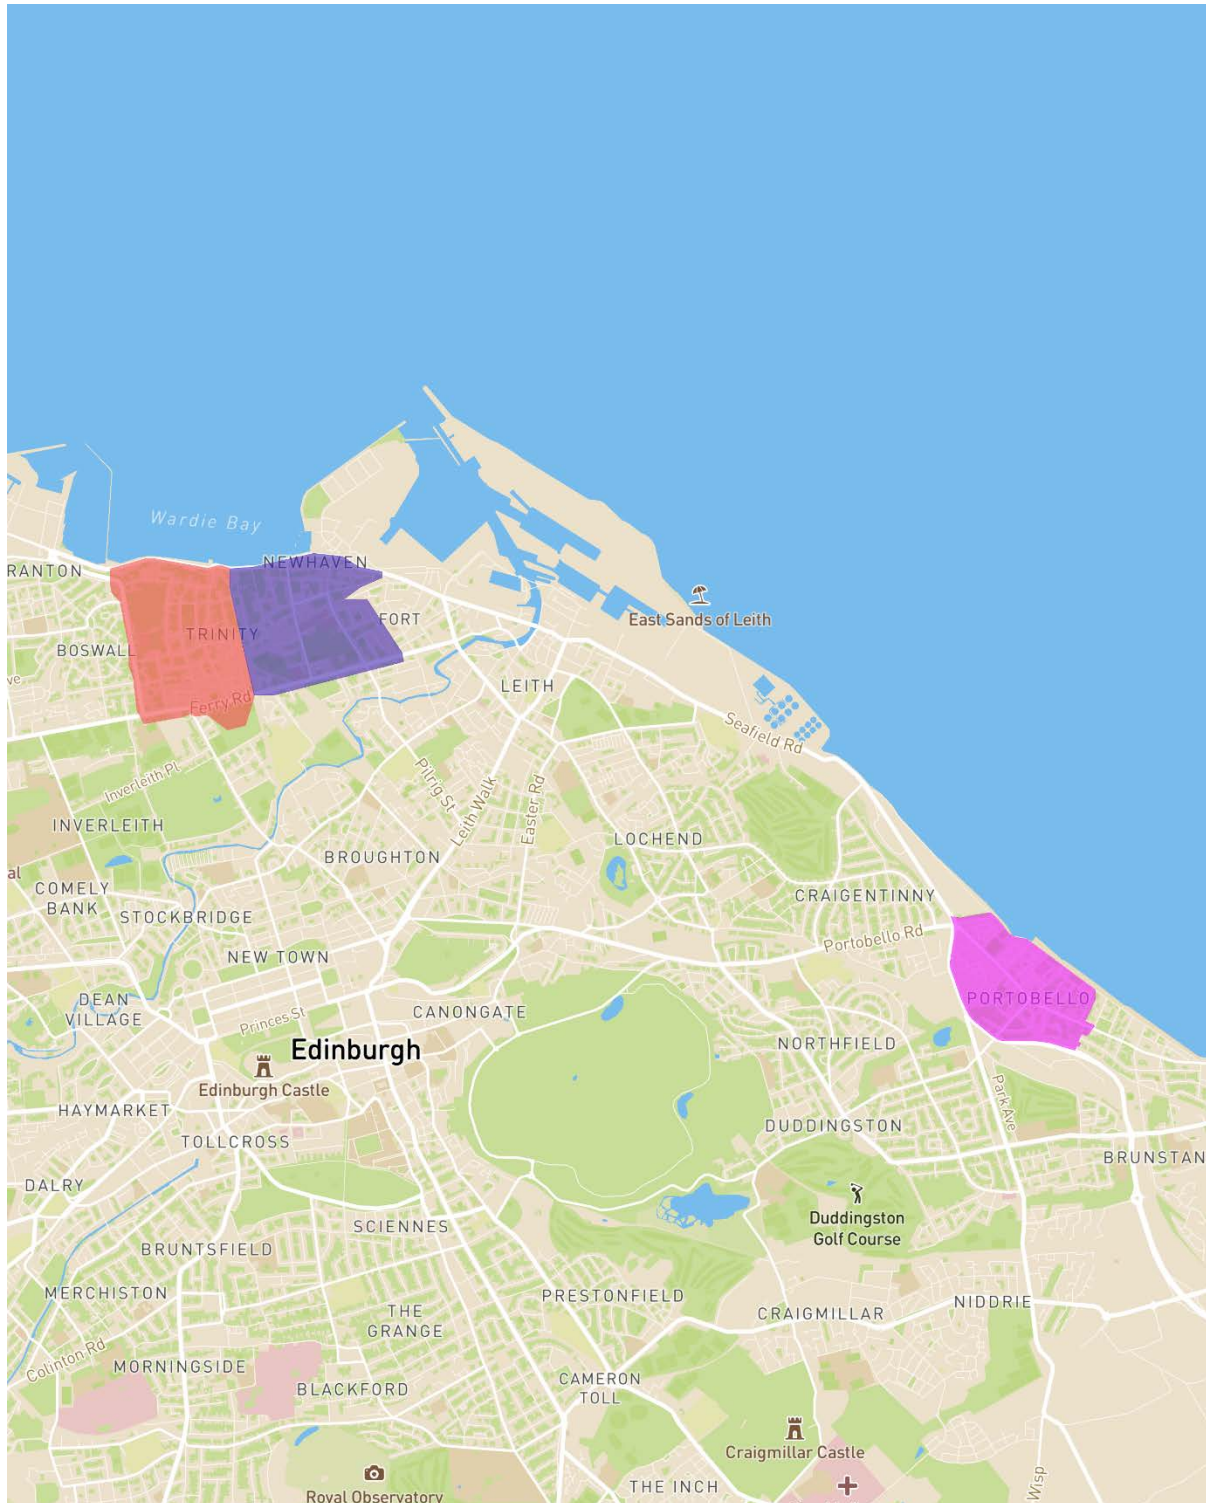 Wardie Bay
NEWHAVEN
RANTON
FORT
East Sands of Leith
TRINITY
BOSWALL
ve
LEITH
Ferry Rd
Seafield Rd
Inverleith Pl
Pilrig St
Leith Walk
Easter Rd
INVERLEITH
LOCHEND
BROUGHTON
al
COMELY
BANK
CRAIGENTINNY
STOCKBRIDGE
Portobello Rd
NEW TOWN
DEAN
VILLAGE
PORTOBELLO
CANONGATE
Princes St
Edinburgh
NORTHFIELD
Edinburgh Castle
Park Ave
HAYMARKET
DUDDINGSTON
TOLLCROSS
BRUNSTAN
DALRY
Duddingston
Golf Course
SCIENNES
BRUNTSFIELD
MERCHISTON
PRESTONFIELD
NIDDRIE
THE
GRANGE
CRAIGMILLAR
Colinton Rd
MORNINGSIDE
BLACKFORD
CAMERON
TOLL
Craigmillar Castle
THE INCH
Wisp
Royal Observatory